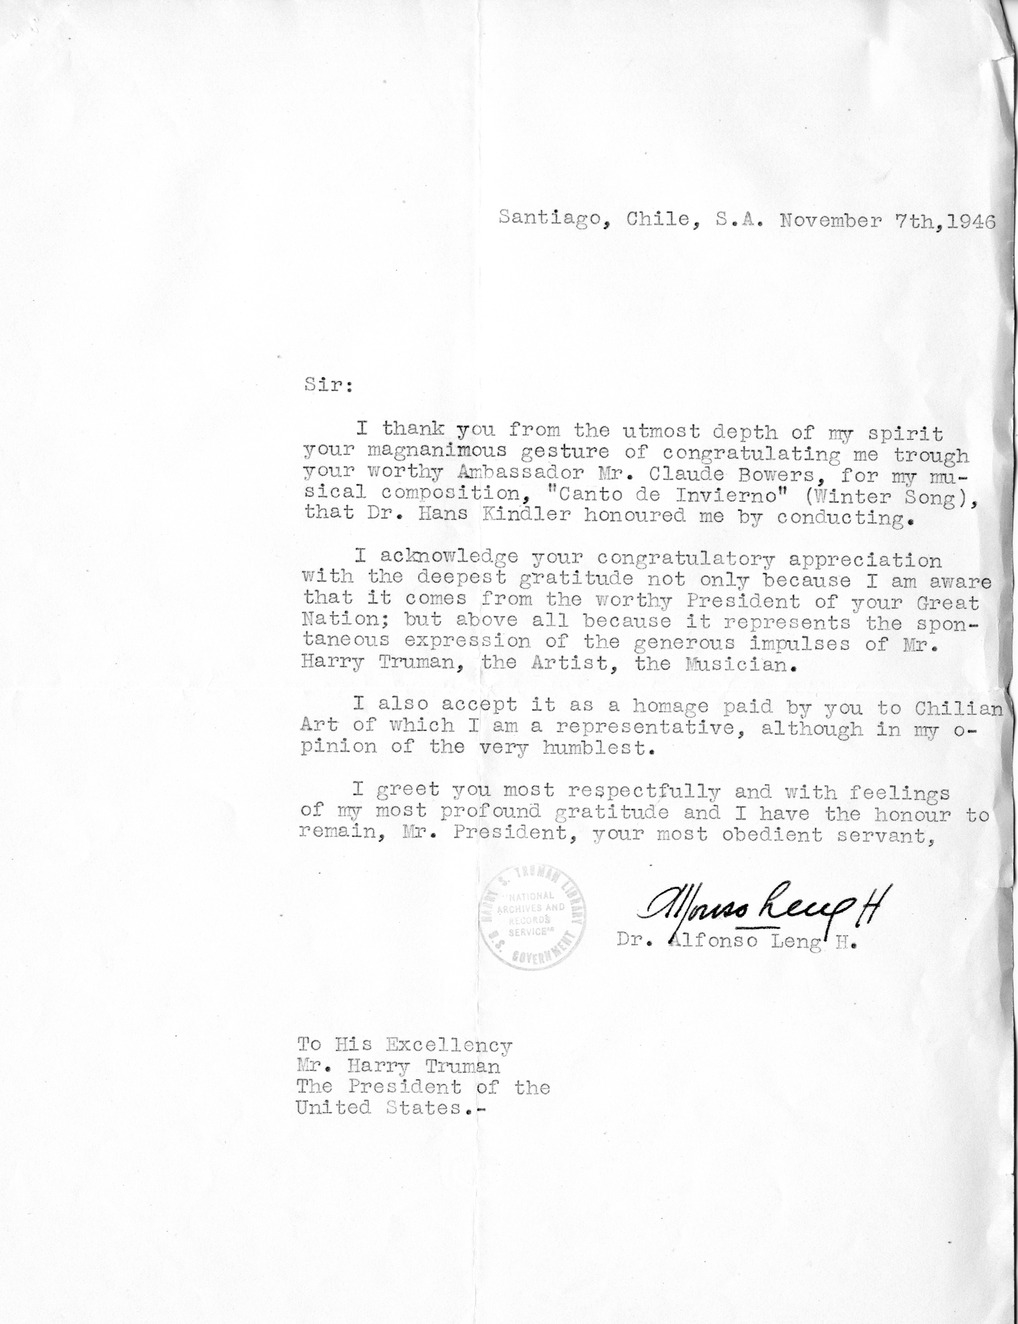 Santiago, Chile, S.A. November 7th,1946
Sir:
I thank you from the utmost depth of my spirit
your magnanimous gesture of congratulating me trough
your worthy Ambassador Mr. Claude Bowers, for my mu-
sical composition, "Canto de Invierno" (Winter Song),
that Dr. Hans Kindler honoured me by conducting.
I acknowledge your congratulatory appreciation
with the deepest gratitude not only because I am aware
that it comes from the worthy President of your Great
Nation; but above all because it represents the spon-
taneous expression of the generous impulses of Mr.
Harry Truman, the Artist, the Musician.
I also accept it as a homage paid by you to Chilian
Art of which I am a representative, although in my o-
pinion of the very humblest.
I greet you most respectfully and with feelings
of my most profound gratitude and I have the honour to
remain, Mr. President, your most obedient servant,
HARRY S. TRUMAN LIBRARY
NATIONAL
ARCHIVES AND
RECORDS
SERVICE
U.S. GOVERNMENT
Alfonso Leng H
Dr. Alfonso Leng H.
To His Excellency
Mr. Harry Truman
The President of the
United States.-